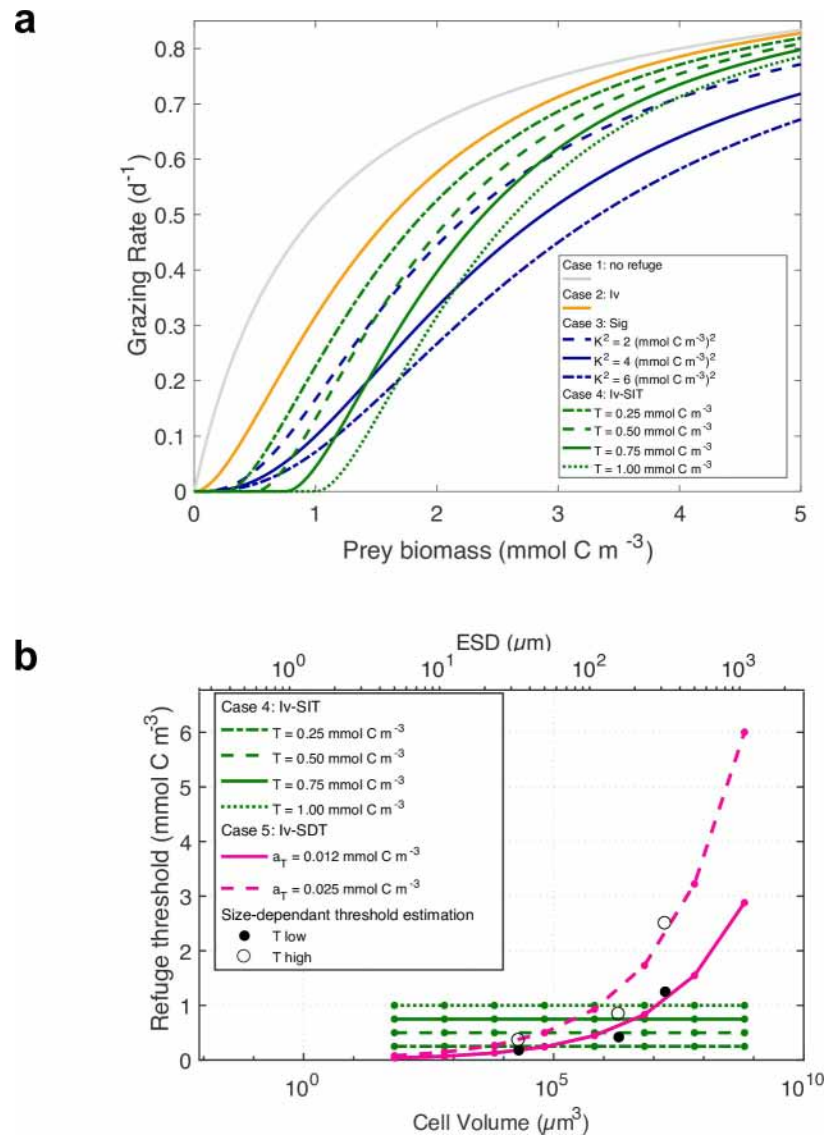 a
0.8
0.7
0.6
0.5
0.4
0.3
0.2
0.1
0
Grazing Rate (d⁻¹)
0 1 2 3 4 5
Prey biomass (mmol C m ⁻³)
Case 1: no refuge
Case 2: Iv
Case 3: Sig
K² = 2 (mmol C m⁻³)²
K² = 4 (mmol C m⁻³)²
K² = 6 (mmol C m⁻³)²
Case 4: Iv-SIT
T = 0.25 mmol C m⁻³
T = 0.50 mmol C m⁻³
T = 0.75 mmol C m⁻³
T = 1.00 mmol C m⁻³
b
ESD (μm)
10⁰ 10¹ 10² 10³
6
5
4
3
2
1
0
Refuge threshold (mmol C m⁻³)
Case 4: Iv-SIT
T = 0.25 mmol C m⁻³
T = 0.50 mmol C m⁻³
T = 0.75 mmol C m⁻³
T = 1.00 mmol C m⁻³
Case 5: Iv-SDT
a_T = 0.012 mmol C m⁻³
a_T = 0.025 mmol C m⁻³
Size-dependant threshold estimation
T low
T high
10⁰ 10⁵ 10¹⁰
Cell Volume (μm³)